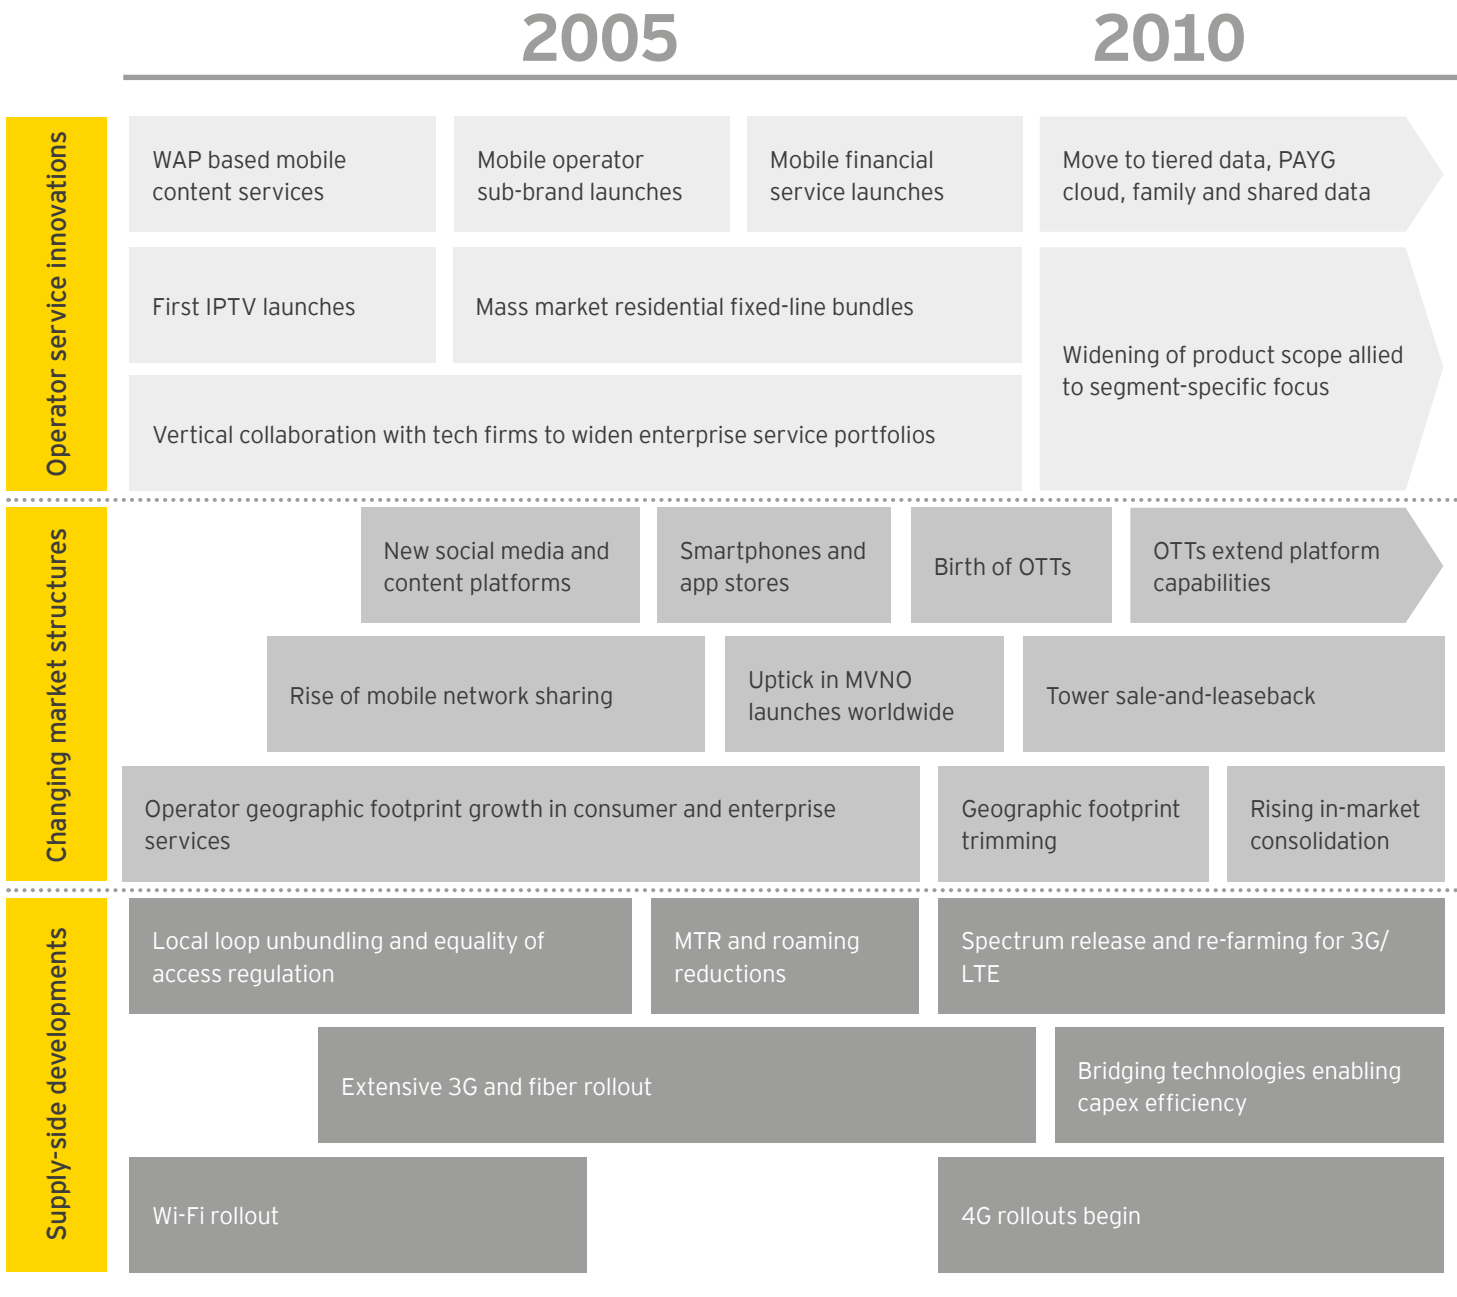 2005
2010
Operator service innovations
WAP based mobile
content services
Mobile operator
sub-brand launches
Mobile financial
service launches
Move to tiered data, PAYG
cloud, family and shared data
First IPTV launches
Mass market residential fixed-line bundles
Widening of product scope allied
to segment-specific focus
Vertical collaboration with tech firms to widen enterprise service portfolios
Changing market structures
New social media and
content platforms
Smartphones and
app stores
Birth of OTTs
OTTs extend platform
capabilities
Rise of mobile network sharing
Uptick in MVNO
launches worldwide
Tower sale-and-leaseback
Operator geographic footprint growth in consumer and enterprise
services
Geographic footprint
trimming
Rising in-market
consolidation
Supply-side developments
Local loop unbundling and equality of
access regulation
MTR and roaming
reductions
Spectrum release and re-farming for 3G/
LTE
Extensive 3G and fiber rollout
Bridging technologies enabling
capex efficiency
Wi-Fi rollout
4G rollouts begin